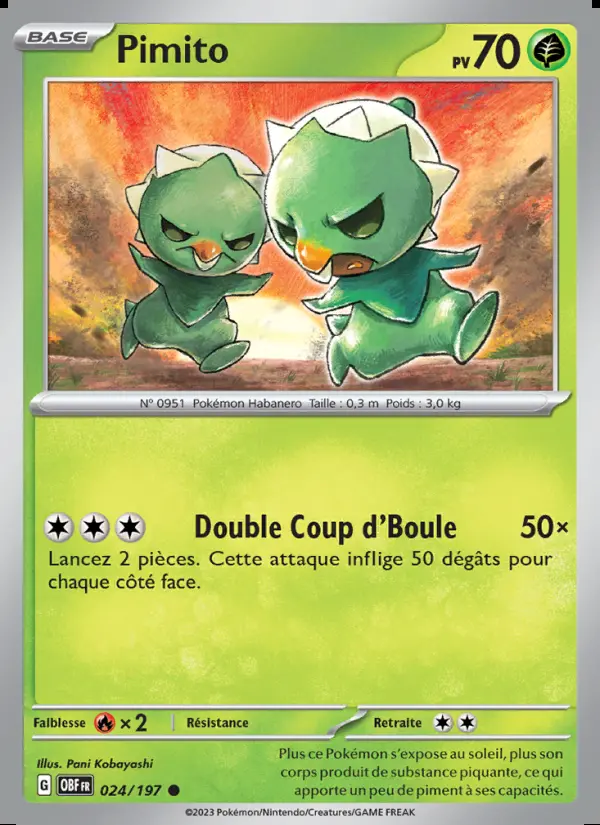 BASE
Pimito
PV 70
N° 0951 Pokémon Habanero Taille : 0,3 m Poids : 3,0 kg
Double Coup d'Boule 50×
Lancez 2 pièces. Cette attaque inflige 50 dégâts pour
chaque côté face.
Faiblesse ×2 Résistance Retraite
Illus. Pani Kobayashi
Plus ce Pokémon s'expose au soleil, plus son
corps produit de substance piquante, ce qui
apporte un peu de piment à ses capacités.
G OBF FR 024/197
©2023 Pokémon/Nintendo/Creatures/GAME FREAK